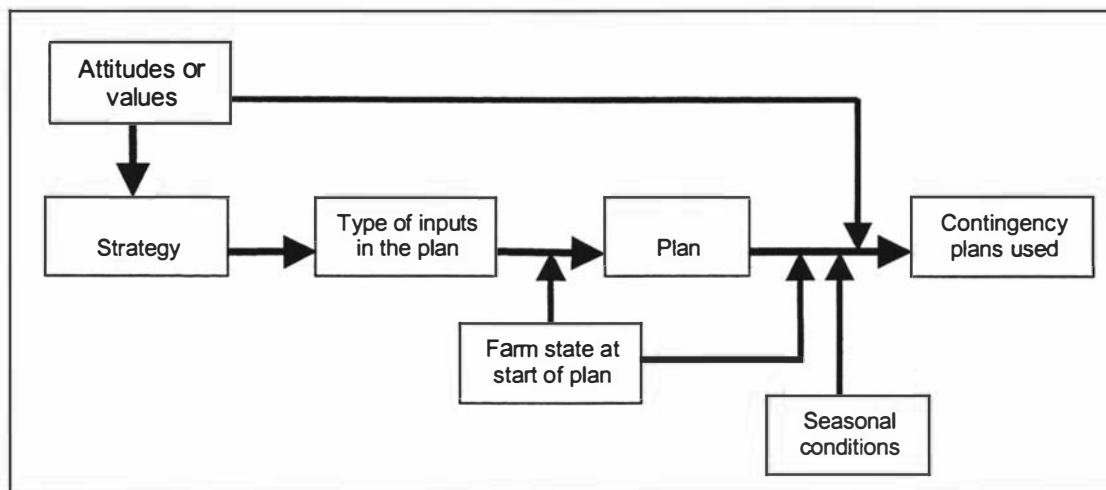 Attitudes or
values
Strategy
Type of inputs
in the plan
Plan
Contingency
plans used
Farm state at
start of plan
Seasonal
conditions